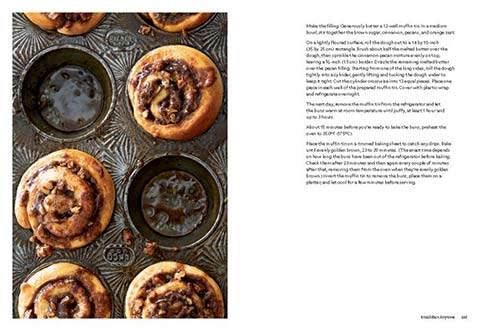 Make the filling: Generously butter a 12-well muffin tin. In a medium
bowl, stir together the brown sugar, cinnamon, pecans, and orange zest.
On a lightly floured surface, roll the dough out to a 14 by 10-inch
(35 by 25 cm) rectangle. Brush about half the melted butter over the
dough, then sprinkle the cinnamon pecan mixture evenly on top,
leaving a ½-inch (1.5 cm) border. Drizzle the remaining melted butter
over the pecan filling. Starting from one of the long sides, roll the dough
tightly into a cylinder, gently lifting and tucking the dough under to
keep it tight. Cut the cylinder crosswise into 12 equal pieces. Place one
piece in each well of the prepared muffin tin. Cover with plastic wrap
and refrigerate overnight.
The next day, remove the muffin tin from the refrigerator and let
the buns warm at room temperature until puffy, at least 1 hour and
up to 3 hours.
About 15 minutes before you're ready to bake the buns, preheat the
oven to 350°F (175°C).
Place the muffin tin on a rimmed baking sheet to catch any drips. Bake
until evenly golden brown, 23 to 28 minutes. (The exact time depends
on how long the buns have been out of the refrigerator before baking.
Check them after 23 minutes and then again every couple of minutes
after that, removing them from the oven when they're evenly golden
brown.) Invert the muffin tin to remove the buns, place them on a
platter, and let cool for a few minutes before serving.